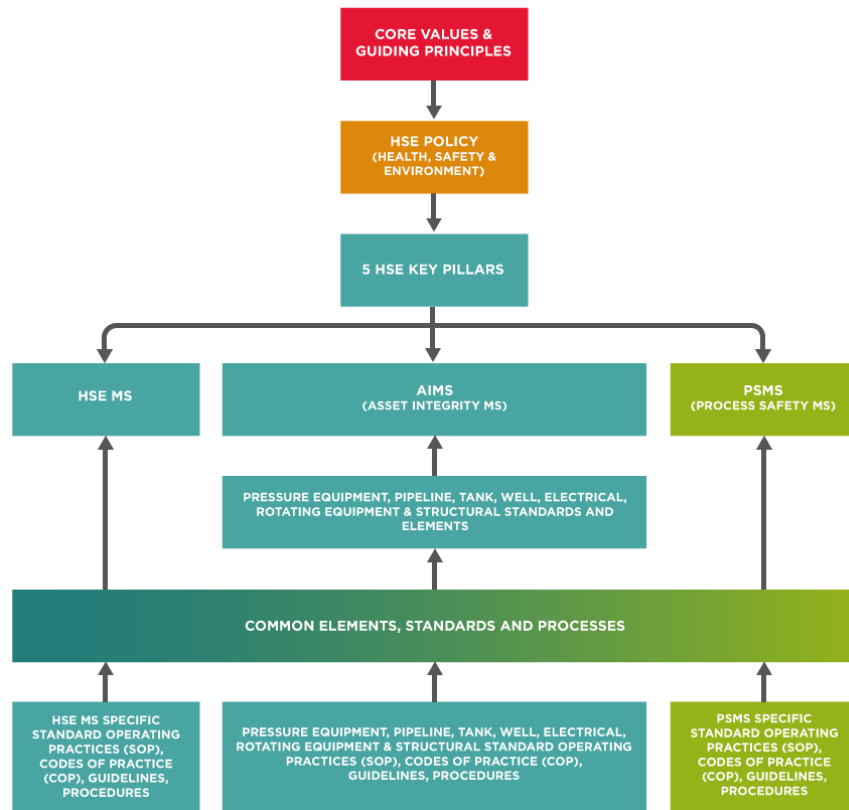 CORE VALUES &
GUIDING PRINCIPLES
HSE POLICY
(HEALTH, SAFETY &
ENVIRONMENT)
5 HSE KEY PILLARS
HSE MS
AIMS
(ASSET INTEGRITY MS)
PSMS
(PROCESS SAFETY MS)
PRESSURE EQUIPMENT, PIPELINE, TANK, WELL, ELECTRICAL,
ROTATING EQUIPMENT & STRUCTURAL STANDARDS AND
ELEMENTS
COMMON ELEMENTS, STANDARDS AND PROCESSES
HSE MS SPECIFIC
STANDARD OPERATING
PRACTICES (SOP),
CODES OF PRACTICE
(COP), GUIDELINES,
PROCEDURES
PRESSURE EQUIPMENT, PIPELINE, TANK, WELL, ELECTRICAL,
ROTATING EQUIPMENT & STRUCTURAL STANDARD OPERATING
PRACTICES (SOP), CODES OF PRACTICE (COP),
GUIDELINES, PROCEDURES
PSMS SPECIFIC
STANDARD OPERATING
PRACTICES (SOP),
CODES OF PRACTICE
(COP), GUIDELINES,
PROCEDURES